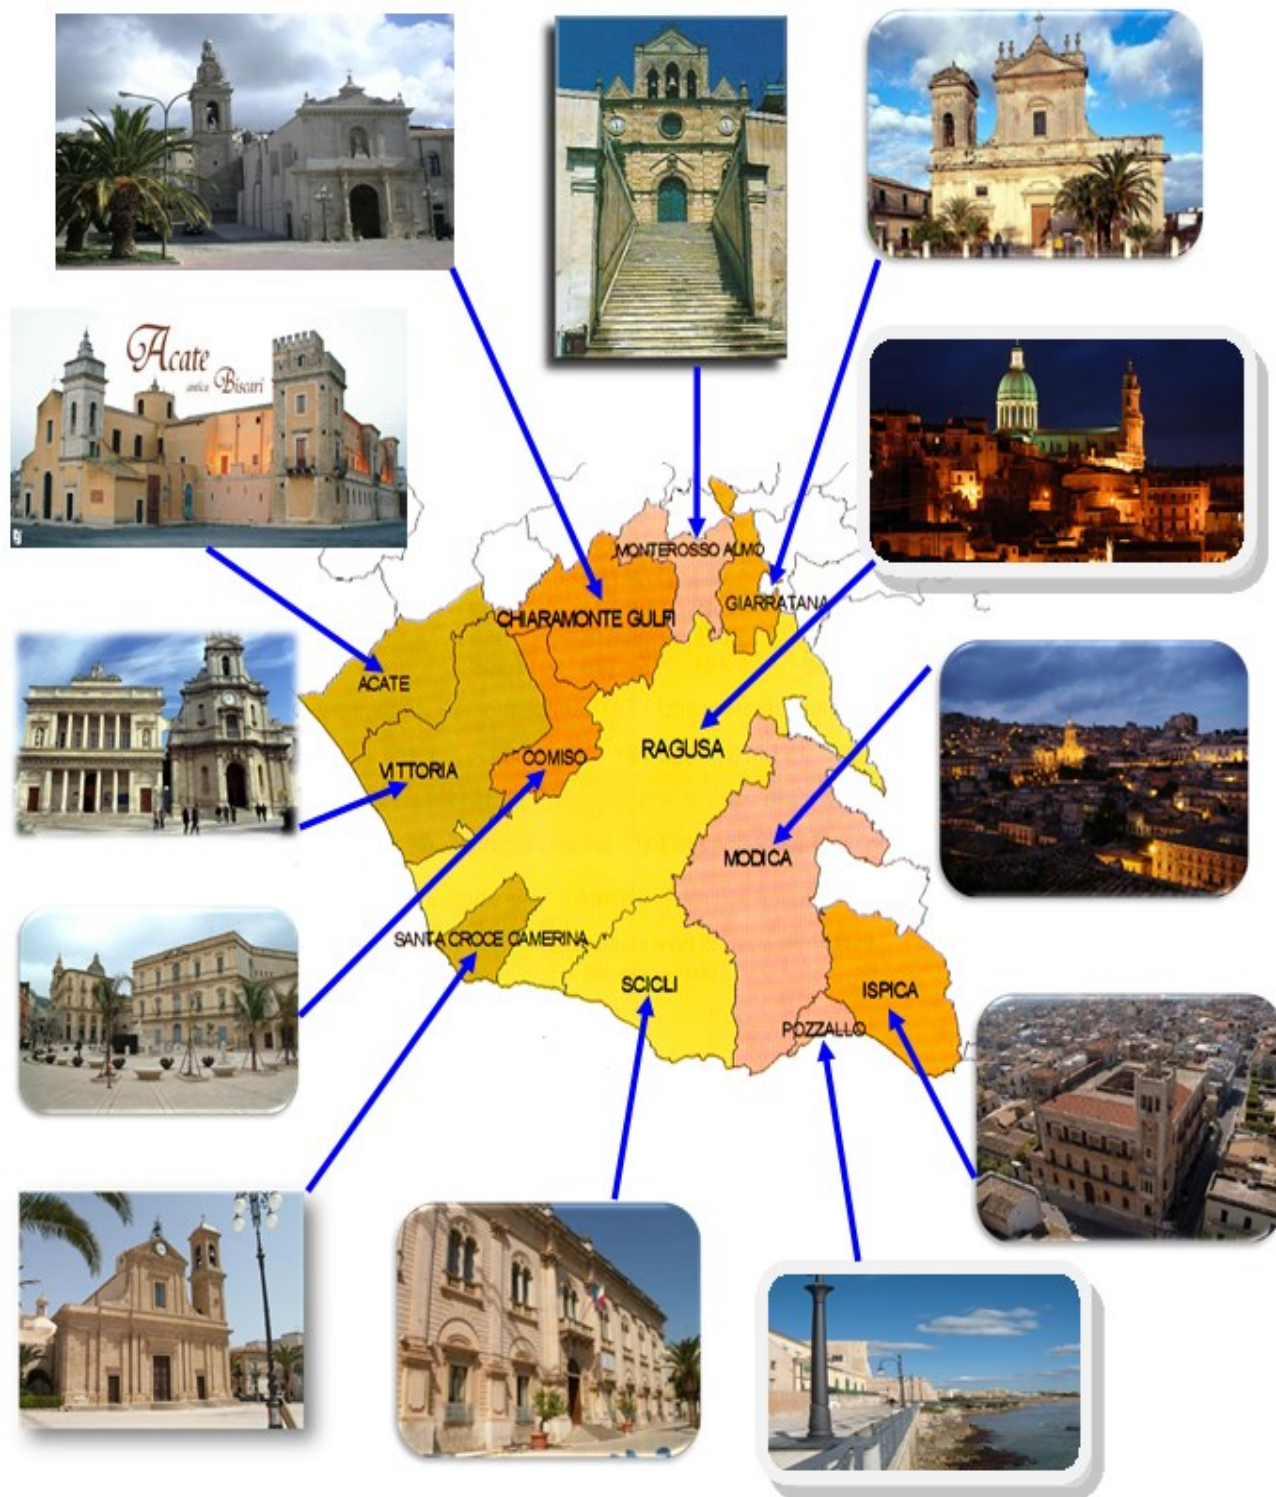 Acate
antica Biscari
MONTEROSSO ALMO
CHIARAMONTE GULFI
GIARRATANA
ACATE
RAGUSA
COMISO
VITTORIA
MODICA
SANTA CROCE CAMERINA
SCICLI
ISPICA
POZZALLO